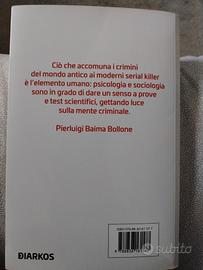 Ciò che accomuna i crimini
del mondo antico ai moderni serial killer
è l'elemento umano: psicologia e sociologia
sono in grado di dare un senso a prove
e test scientifici, gettando luce
sulla mente criminale.
Pierluigi Baima Bollone
DIARKOS
subito